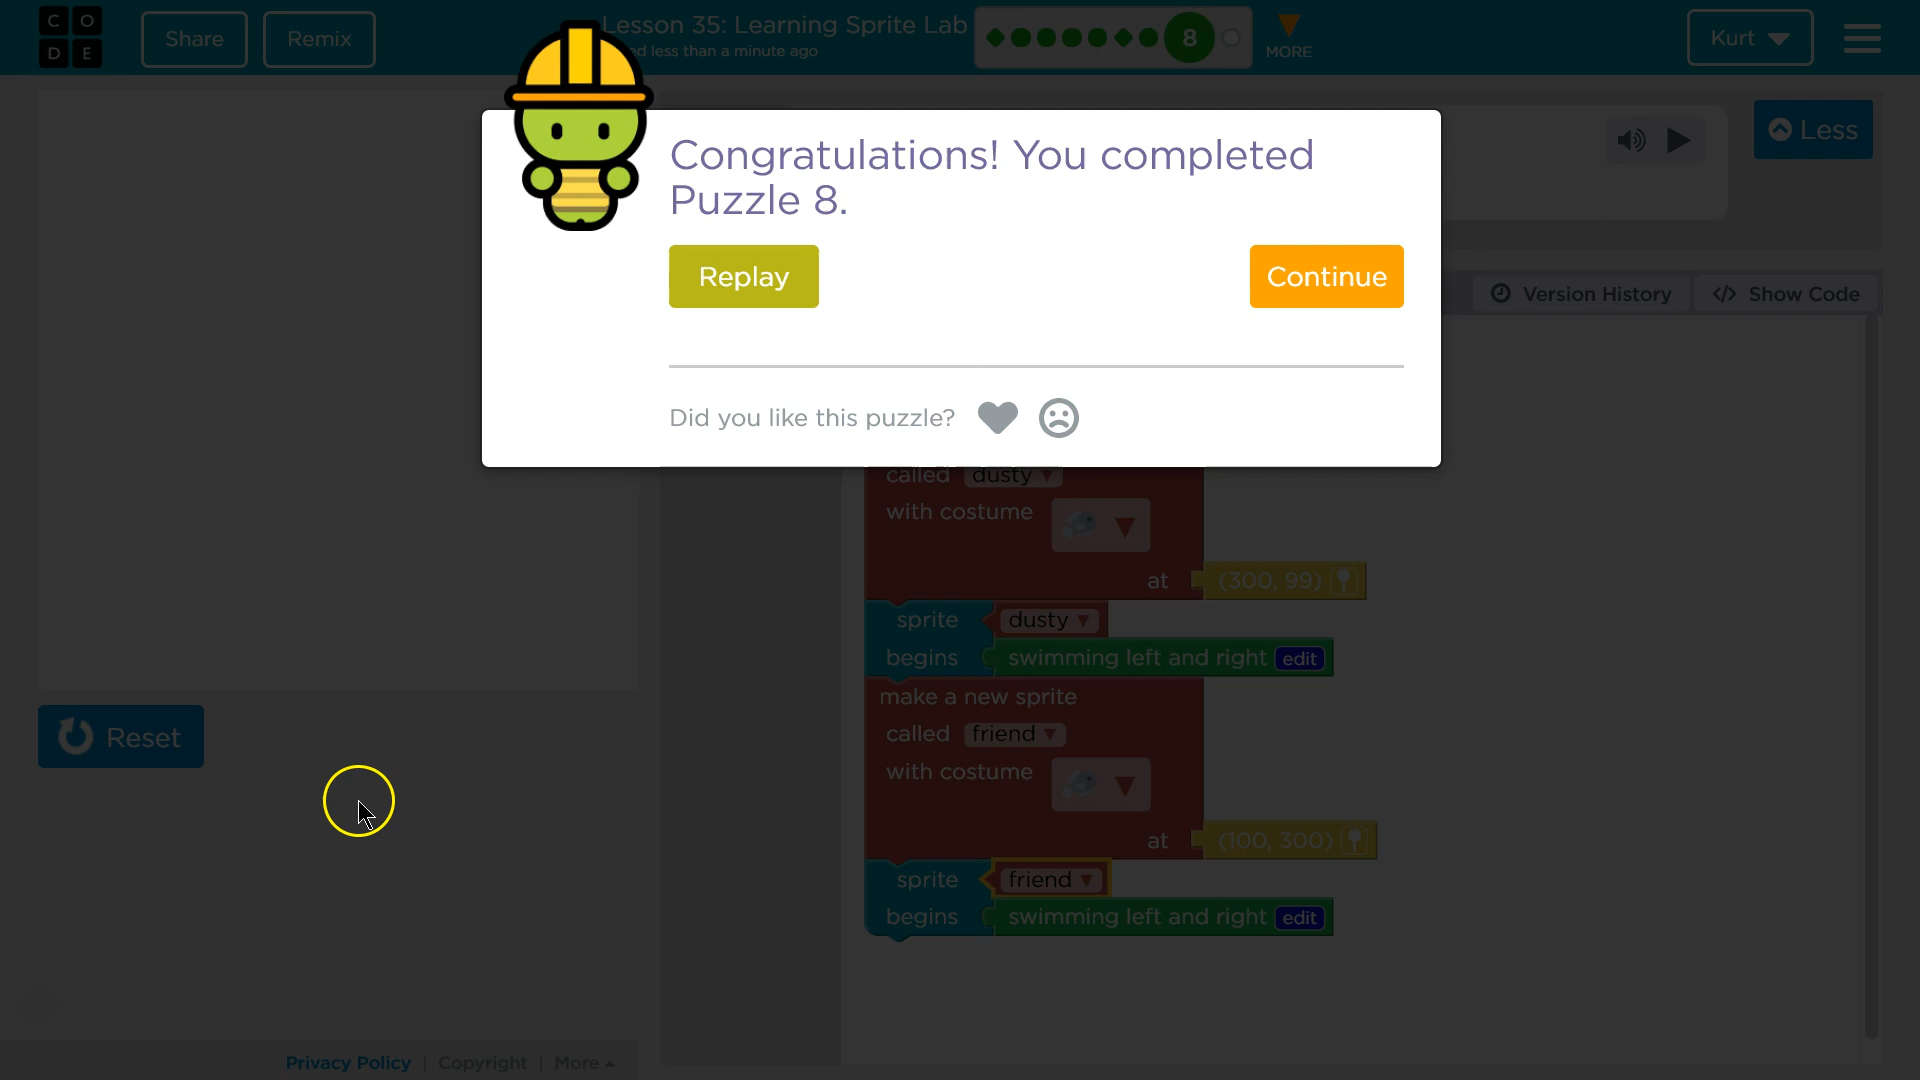 C O
D E
Share
Remix
Lesson 35: Learning Sprite Lab
ed less than a minute ago
8
MORE
Kurt
Congratulations! You completed
Puzzle 8.
Less
Replay
Continue
Version History
</> Show Code
Did you like this puzzle?
called dusty
with costume
at (300, 99)
sprite dusty
begins swimming left and right edit
make a new sprite
called friend
with costume
at (100, 300)
sprite friend
begins swimming left and right edit
Reset
Privacy Policy | Copyright | More